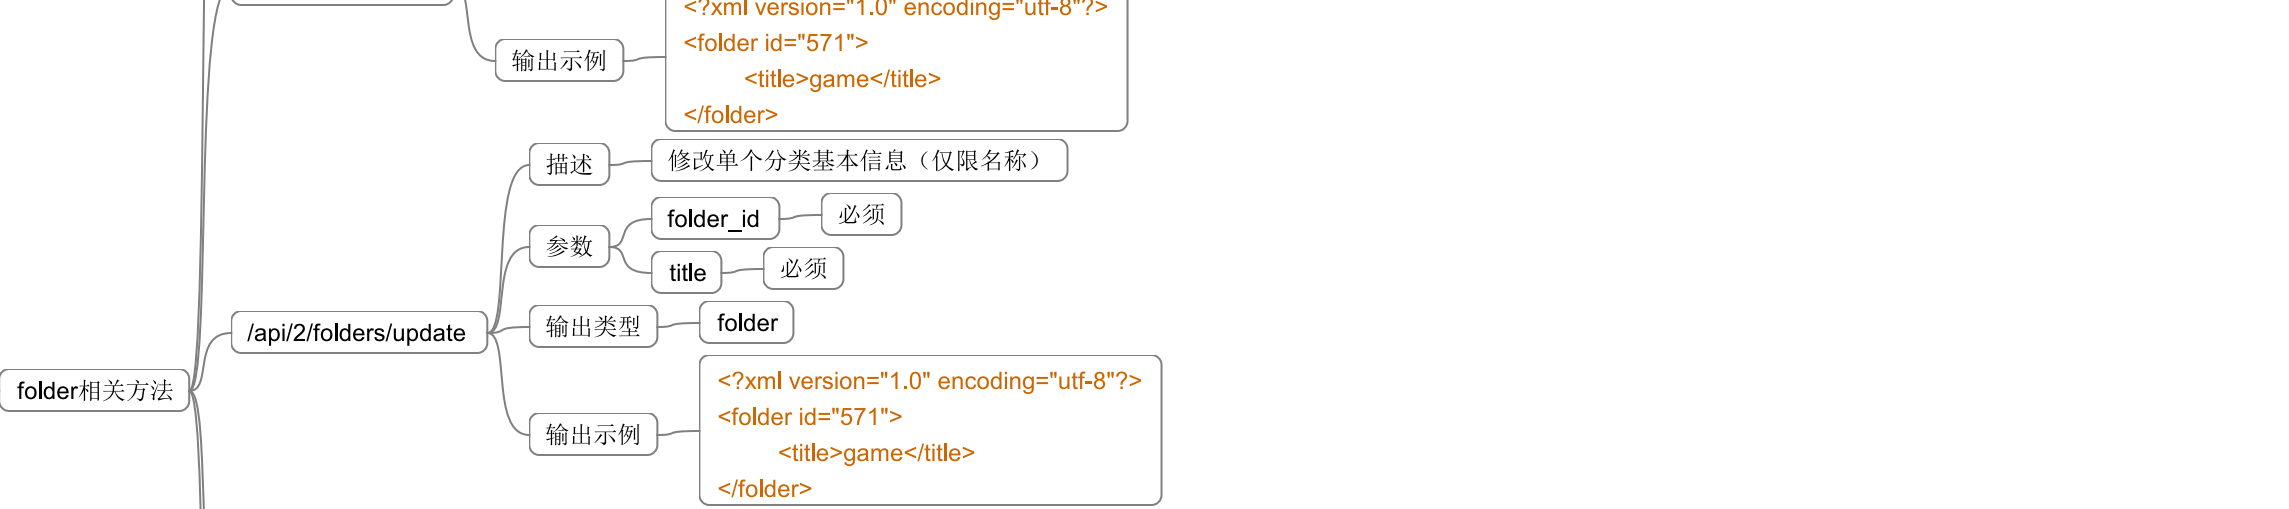 <?xml version="1.0" encoding="utf-8"?>
<folder id="571">
输出示例
<title>game</title>
</folder>
描述
修改单个分类基本信息（仅限名称）
folder_id
必须
参数
title
必须
/api/2/folders/update
输出类型
folder
folder相关方法
<?xml version="1.0" encoding="utf-8"?>
<folder id="571">
输出示例
<title>game</title>
</folder>